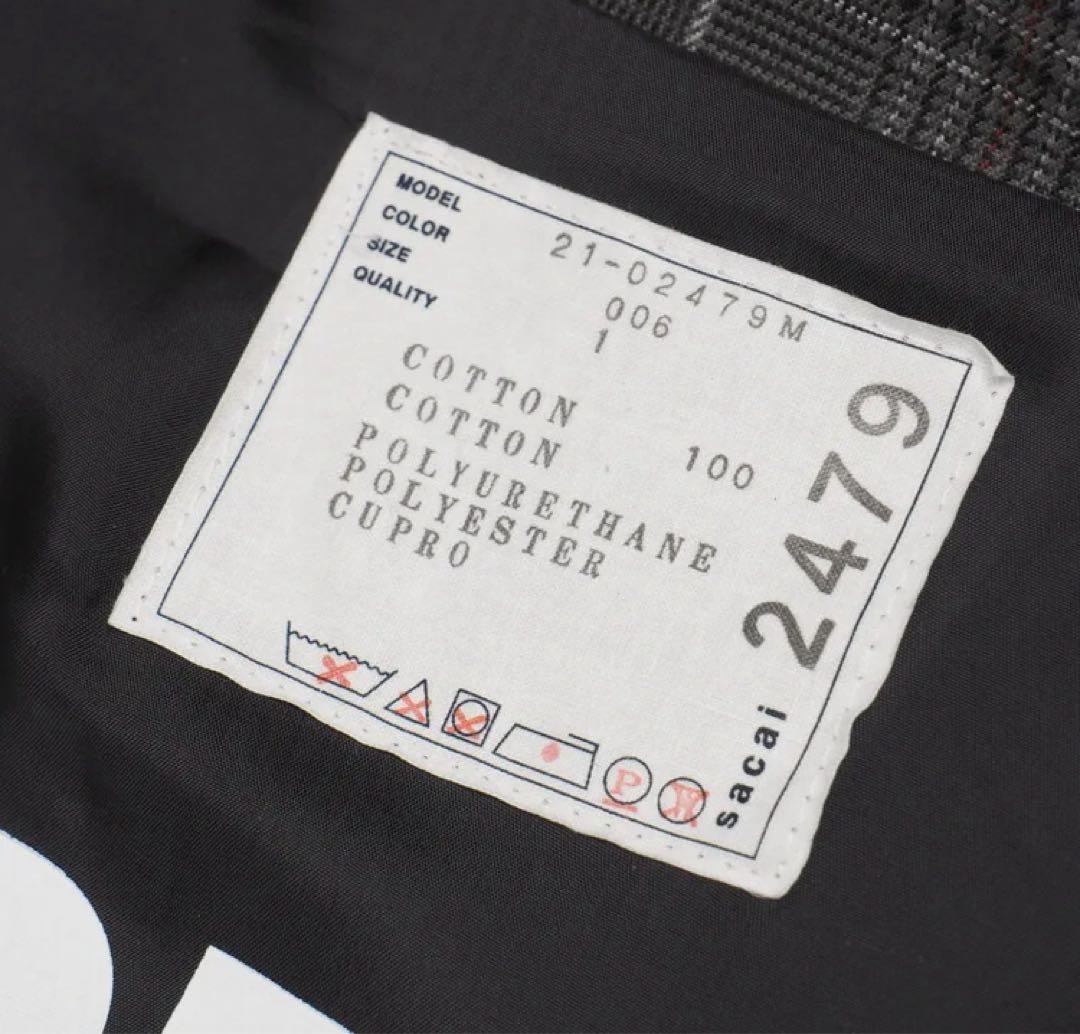 MODEL 21-02479M
COLOR 006
SIZE 1
QUALITY
COTTON
COTTON 100
POLYURETHANE
POLYESTER
CUPRO
P
W
sacai 2479